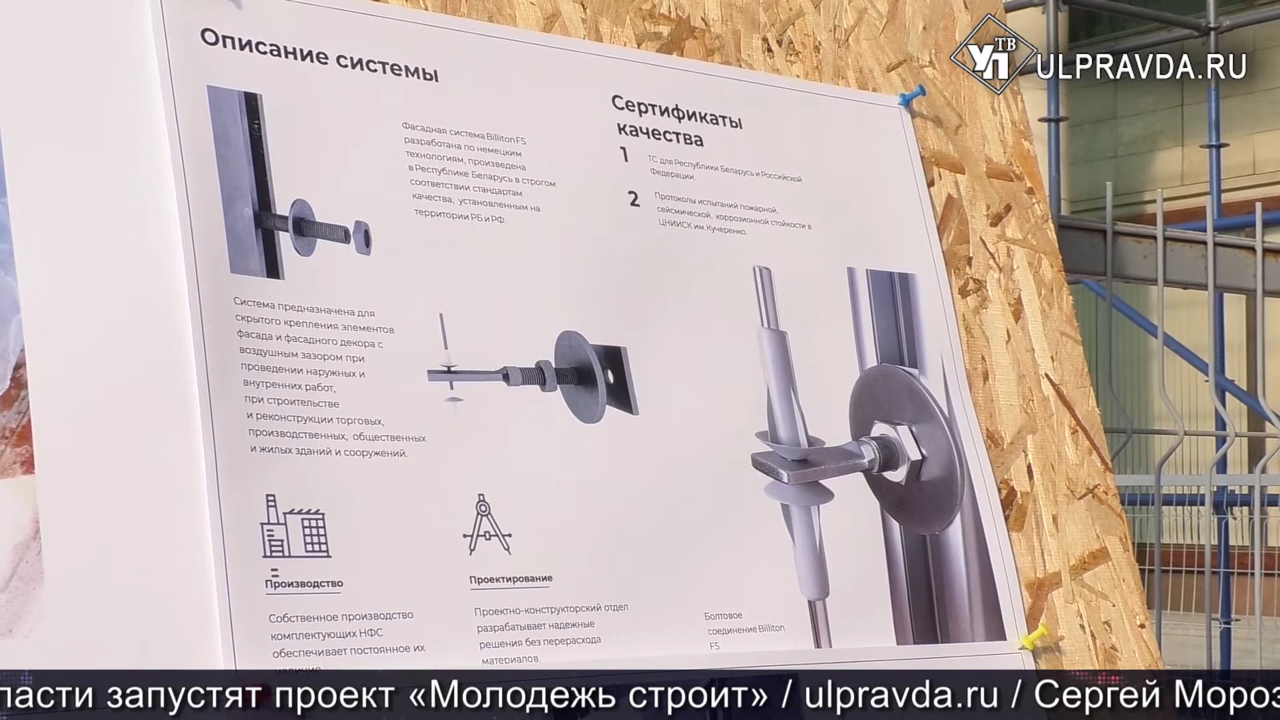 Описание системы
Фасадная система Billiton FS
разработана по немецким
технологиям, произведена
в Республике Беларусь в строгом
соответствии стандартам
качества, установленным на
территории РБ и РФ.
Сертификаты
качества
1 ТС для Республики Беларусь и Российской
Федерации.
2 Протоколы испытаний пожарной,
сейсмической, коррозионной стойкости в
ЦНИИСК им. Кучеренко.
Система предназначена для
скрытого крепления элементов
фасада и фасадного декора с
воздушным зазором при
проведении наружных и
внутренних работ,
при строительстве
и реконструкции торговых,
производственных, общественных
и жилых зданий и сооружений.
Производство
Собственное производство
комплектующих НФС
обеспечивает постоянное их
наличие
Проектирование
Проектно-конструкторский отдел
разрабатывает надежные
решения без перерасхода
материалов.
Болтовое
соединение Billiton
FS
УП ТВ ULPRAVDA.RU
ласти запустят проект «Молодежь строит» / ulpravda.ru / Сергей Мороз